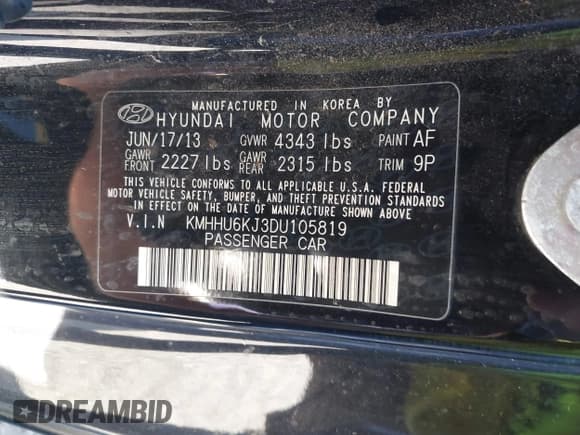 MANUFACTURED IN KOREA BY
HYUNDAI MOTOR COMPANY
JUN/17/13 GVWR 4343 lbs PAINT AF
GAWR FRONT 2227 lbs GAWR REAR 2315 lbs TRIM 9P
THIS VEHICLE CONFORMS TO ALL APPLICABLE U.S.A. FEDERAL
MOTOR VEHICLE SAFETY, BUMPER, AND THEFT PREVENTION STANDARDS
IN EFFECT ON THE DATE OF MANUFACTURE SHOWN ABOVE
V.I.N KMHHU6KJ3DU105819
PASSENGER CAR
DREAMBID